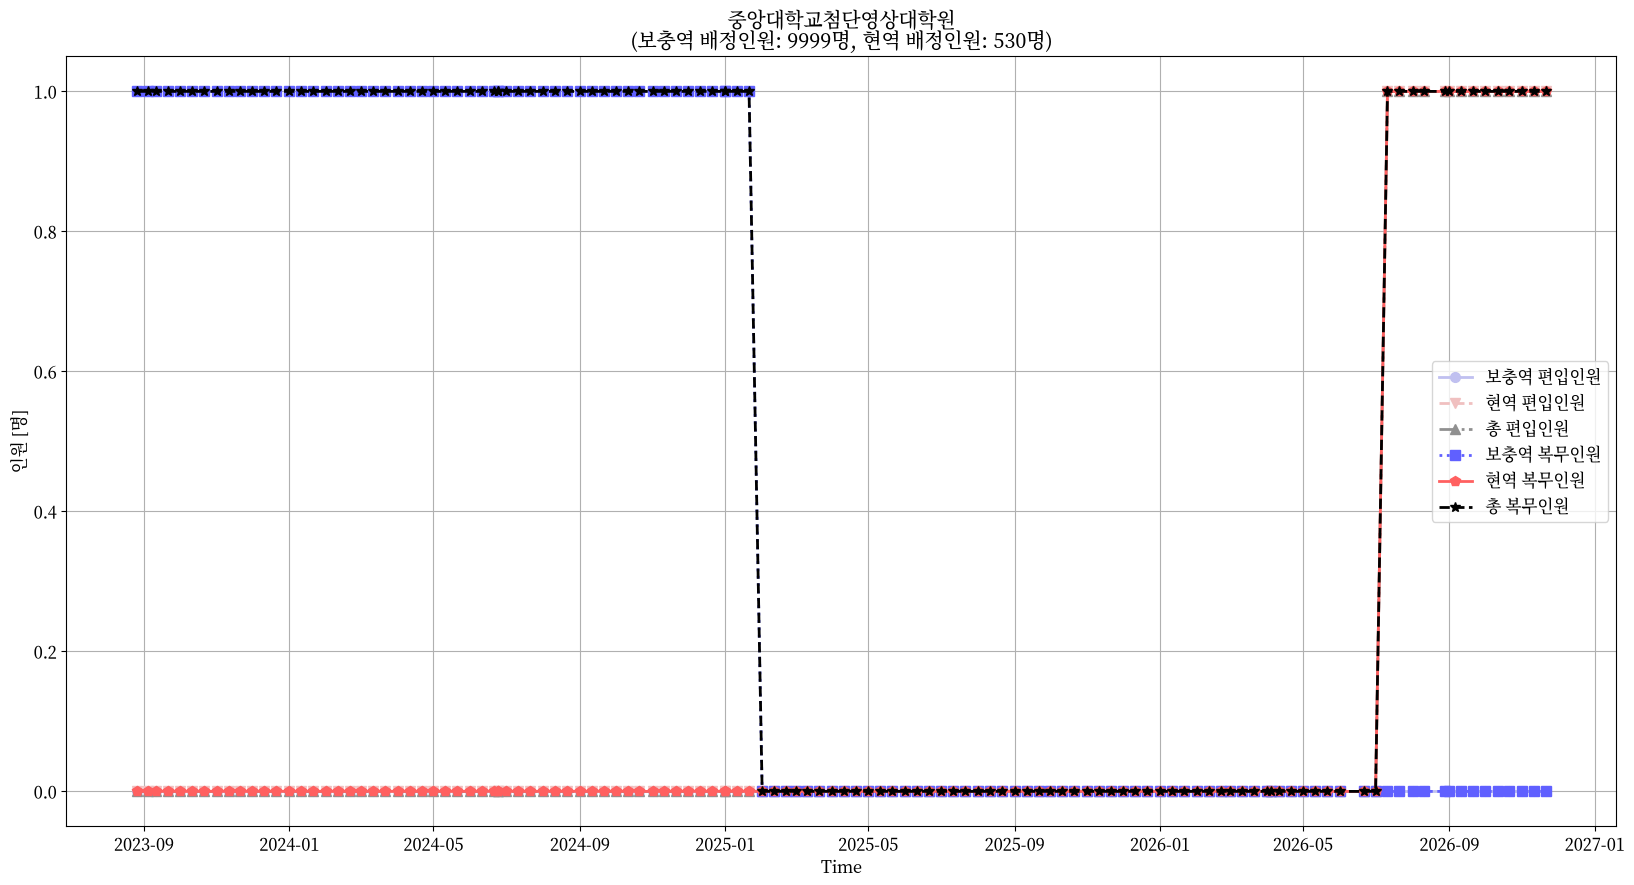 중앙대학교첨단영상대학원
(보충역 배정인원: 9999명, 현역 배정인원: 530명)
1.0
0.8
0.6
0.4
0.2
0.0
인원 [명]
보충역 편입인원
현역 편입인원
총 편입인원
보충역 복무인원
현역 복무인원
총 복무인원
2023-09
2024-01
2024-05
2024-09
2025-01
2025-05
2025-09
2026-01
2026-05
2026-09
2027-01
Time